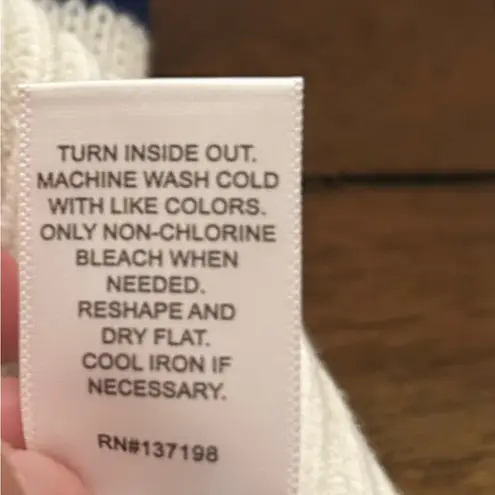 TURN INSIDE OUT.
MACHINE WASH COLD
WITH LIKE COLORS.
ONLY NON-CHLORINE
BLEACH WHEN
NEEDED.
RESHAPE AND
DRY FLAT.
COOL IRON IF
NECESSARY.
RN#137198